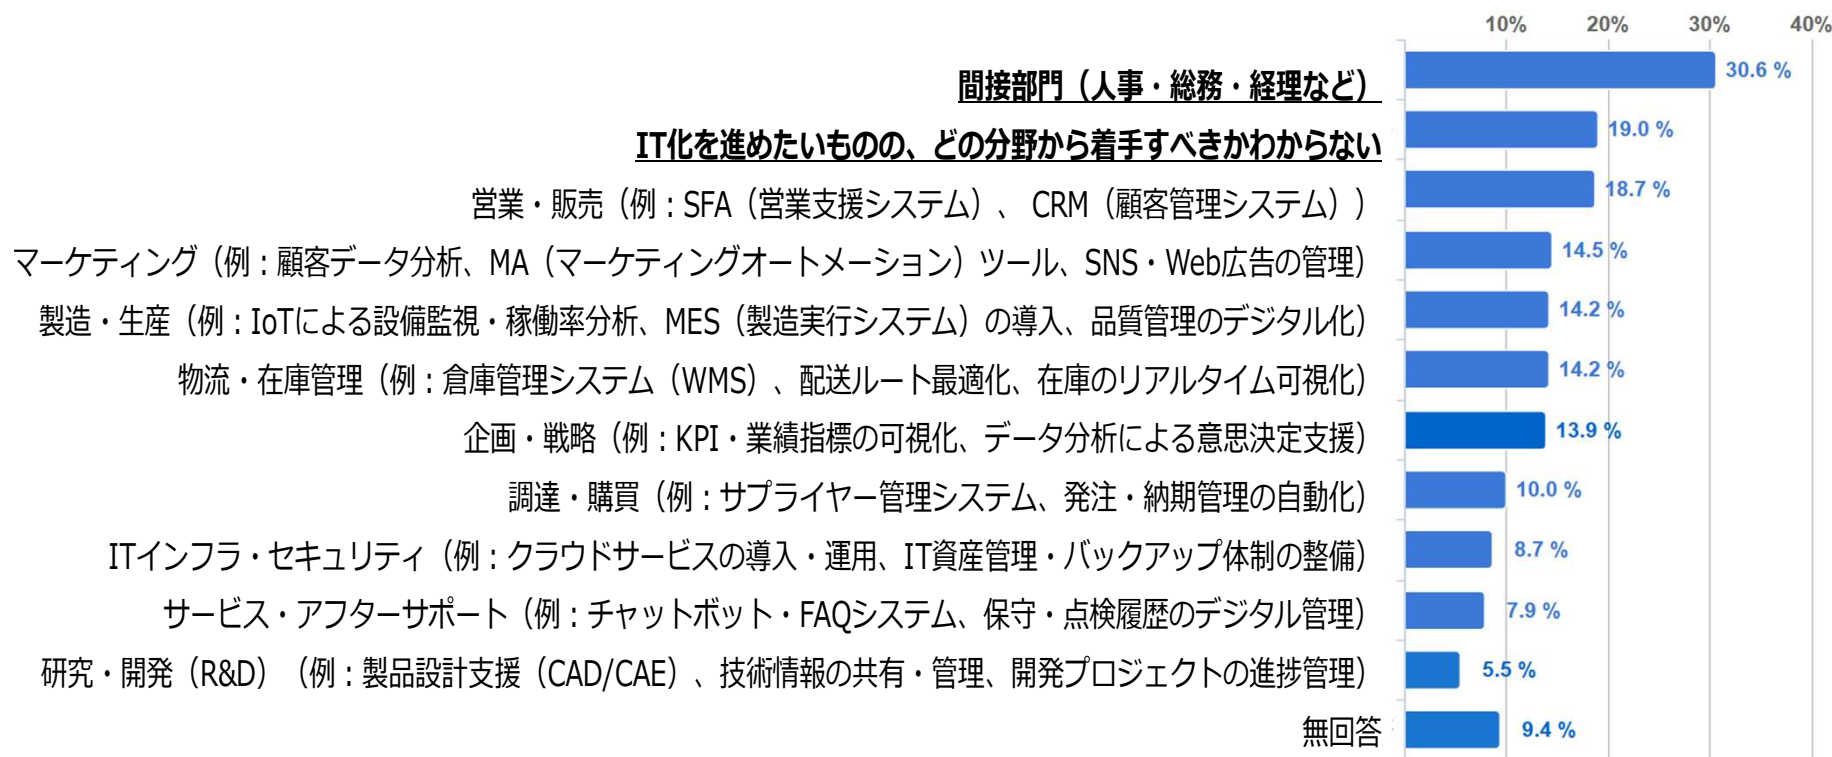 10% 20% 30% 40%
間接部門（人事・総務・経理など） 30.6 %
IT化を進めたいものの、どの分野から着手すべきかわからない 19.0 %
営業・販売（例：SFA（営業支援システム）、 CRM（顧客管理システム）） 18.7 %
マーケティング（例：顧客データ分析、MA（マーケティングオートメーション）ツール、SNS・Web広告の管理） 14.5 %
製造・生産（例：IoTによる設備監視・稼働率分析、MES（製造実行システム）の導入、品質管理のデジタル化） 14.2 %
物流・在庫管理（例：倉庫管理システム（WMS）、配送ルート最適化、在庫のリアルタイム可視化） 14.2 %
企画・戦略（例：KPI・業績指標の可視化、データ分析による意思決定支援） 13.9 %
調達・購買（例：サプライヤー管理システム、発注・納期管理の自動化） 10.0 %
ITインフラ・セキュリティ（例：クラウドサービスの導入・運用、IT資産管理・バックアップ体制の整備） 8.7 %
サービス・アフターサポート（例：チャットボット・FAQシステム、保守・点検履歴のデジタル管理） 7.9 %
研究・開発（R&D）（例：製品設計支援（CAD/CAE）、技術情報の共有・管理、開発プロジェクトの進捗管理） 5.5 %
無回答 9.4 %